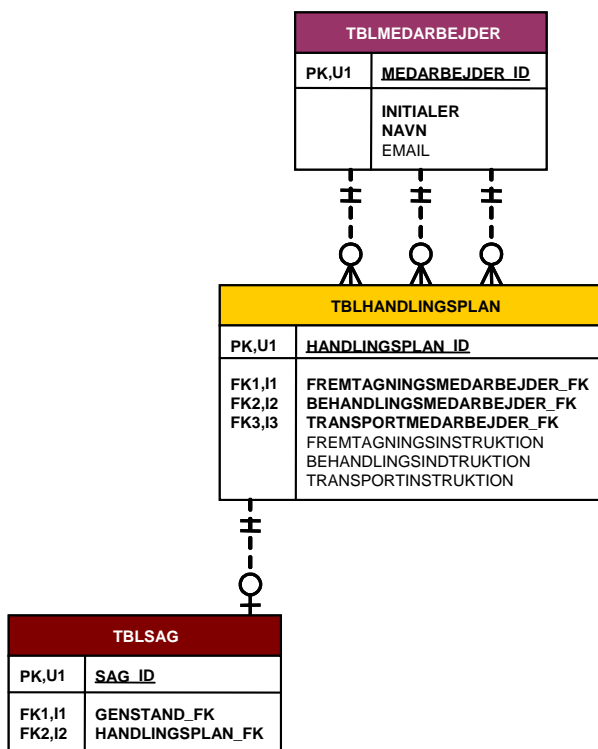 TBLMEDARBEJDER
PK,U1 MEDARBEJDER_ID
INITIALER
NAVN
EMAIL
TBLHANDLINGSPLAN
PK,U1 HANDLINGSPLAN_ID
FK1,I1 FREMTAGNINGSMEDARBEJDER_FK
FK2,I2 BEHANDLINGSMEDARBEJDER_FK
FK3,I3 TRANSPORTMEDARBEJDER_FK
FREMTAGNINGSINSTRUKTION
BEHANDLINGSINDTRUKTION
TRANSPORTINSTRUKTION
TBLSAG
PK,U1 SAG_ID
FK1,I1 GENSTAND_FK
FK2,I2 HANDLINGSPLAN_FK